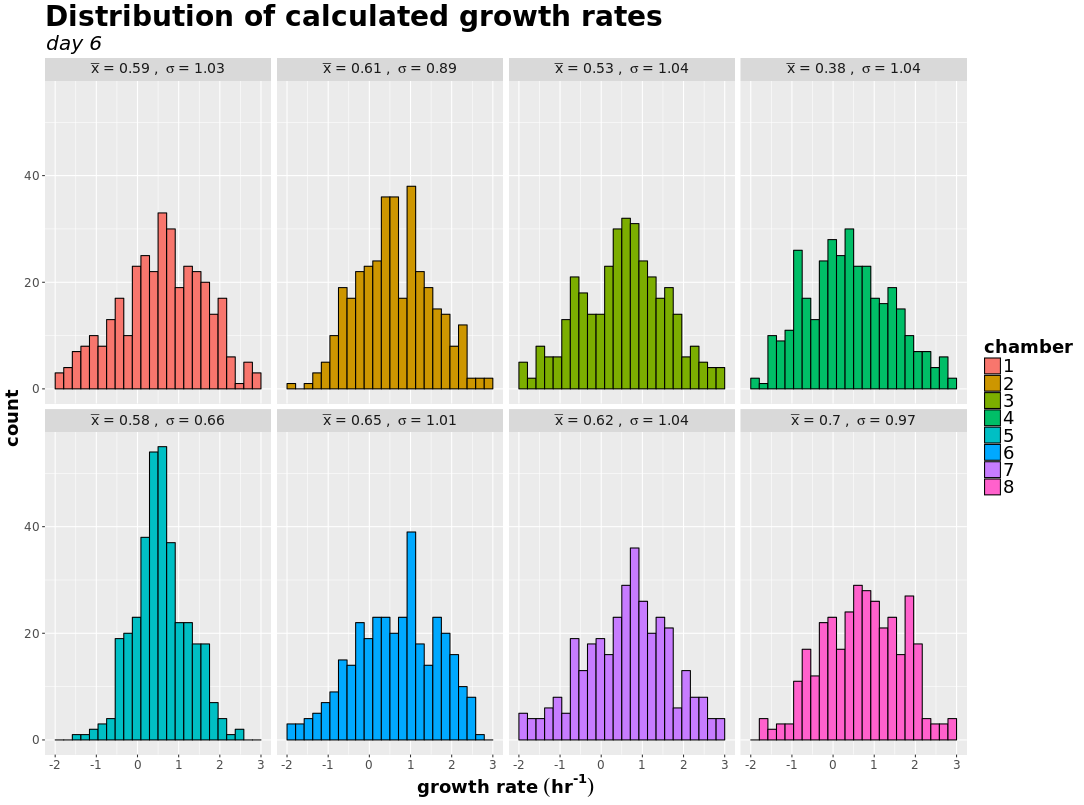 Distribution of calculated growth rates
day 6
x̅ = 0.59 , σ = 1.03
x̅ = 0.61 , σ = 0.89
x̅ = 0.53 , σ = 1.04
x̅ = 0.38 , σ = 1.04
40
20
0
x̅ = 0.58 , σ = 0.66
x̅ = 0.65 , σ = 1.01
x̅ = 0.62 , σ = 1.04
x̅ = 0.7 , σ = 0.97
40
20
0
-2 -1 0 1 2 3
-2 -1 0 1 2 3
-2 -1 0 1 2 3
-2 -1 0 1 2 3
growth rate (hr⁻¹)
count
chamber
1
2
3
4
5
6
7
8